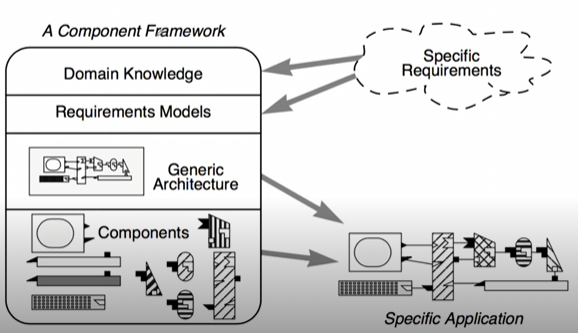 A Component Framework
Domain Knowledge
Requirements Models
Generic
Architecture
Components
Specific
Requirements
Specific Application